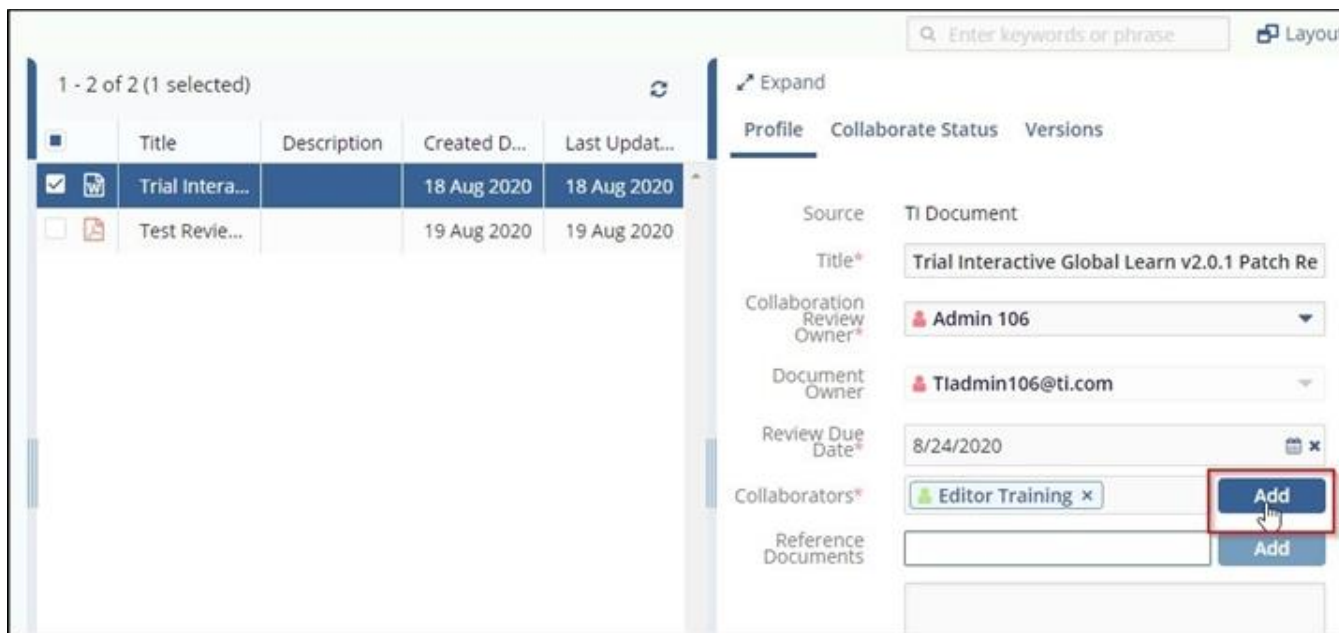 Enter keywords or phrase
Layou
1 - 2 of 2 (1 selected)
Title Description Created D... Last Updat...
Trial Intera... 18 Aug 2020 18 Aug 2020
Test Revie... 19 Aug 2020 19 Aug 2020
Expand
Profile Collaborate Status Versions
Source TI Document
Title* Trial Interactive Global Learn v2.0.1 Patch Re
Collaboration
Review
Owner*
Admin 106
Document
Owner
TIadmin106@ti.com
Review Due
Date*
8/24/2020
Collaborators* Editor Training × Add
Reference
Documents
Add